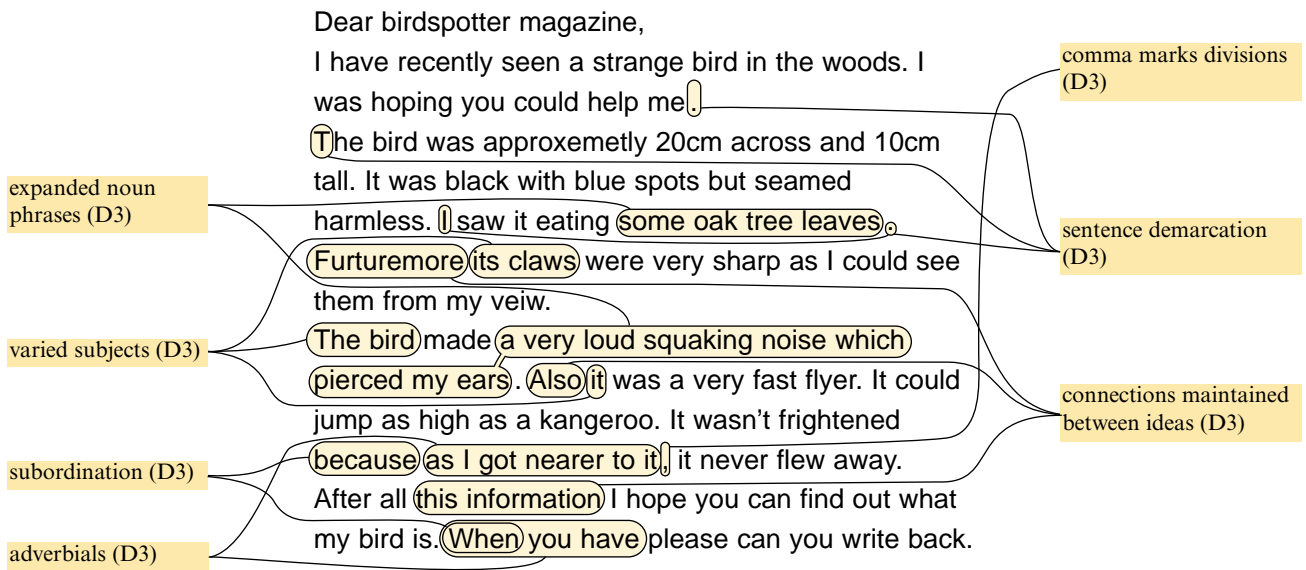 Dear birdspotter magazine,
I have recently seen a strange bird in the woods. I
was hoping you could help me.
The bird was approxemetly 20cm across and 10cm
tall. It was black with blue spots but seamed
harmless. I saw it eating some oak tree leaves.
Furturemore its claws were very sharp as I could see
them from my veiw.
The bird made a very loud squaking noise which
pierced my ears. Also it was a very fast flyer. It could
jump as high as a kangeroo. It wasn't frightened
because as I got nearer to it, it never flew away.
After all this information I hope you can find out what
my bird is. When you have please can you write back.
expanded noun
phrases (D3)
varied subjects (D3)
subordination (D3)
adverbials (D3)
comma marks divisions
(D3)
sentence demarcation
(D3)
connections maintained
between ideas (D3)